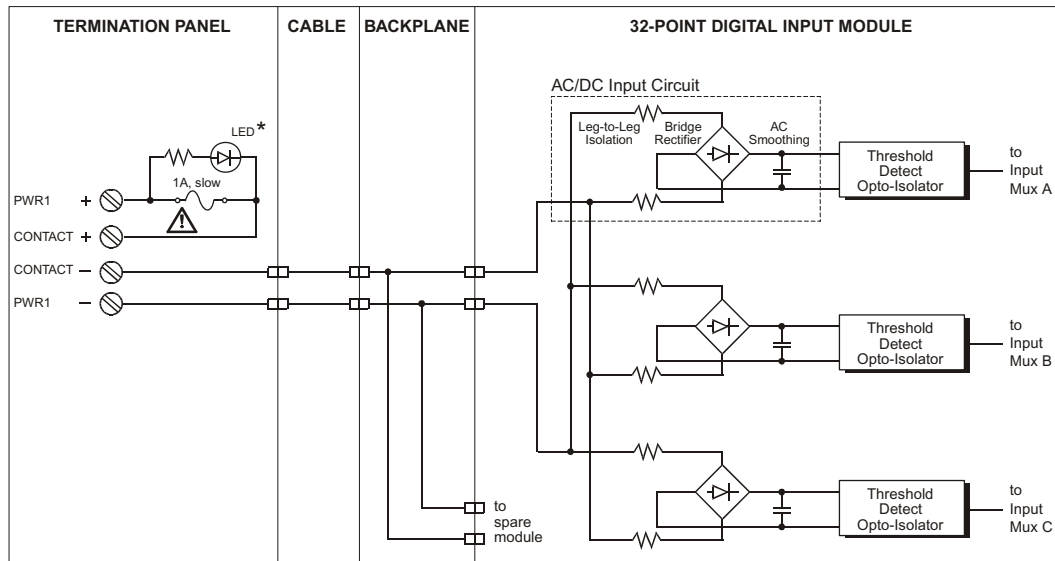 TERMINATION PANEL
CABLE
BACKPLANE
32-POINT DIGITAL INPUT MODULE
AC/DC Input Circuit
LED*
1A, slow
PWR1 +
CONTACT +
CONTACT −
PWR1 −
Leg-to-Leg
Isolation
Bridge
Rectifier
AC
Smoothing
Threshold
Detect
Opto-Isolator
to
Input
Mux A
Threshold
Detect
Opto-Isolator
to
Input
Mux B
to
spare
module
Threshold
Detect
Opto-Isolator
to
Input
Mux C